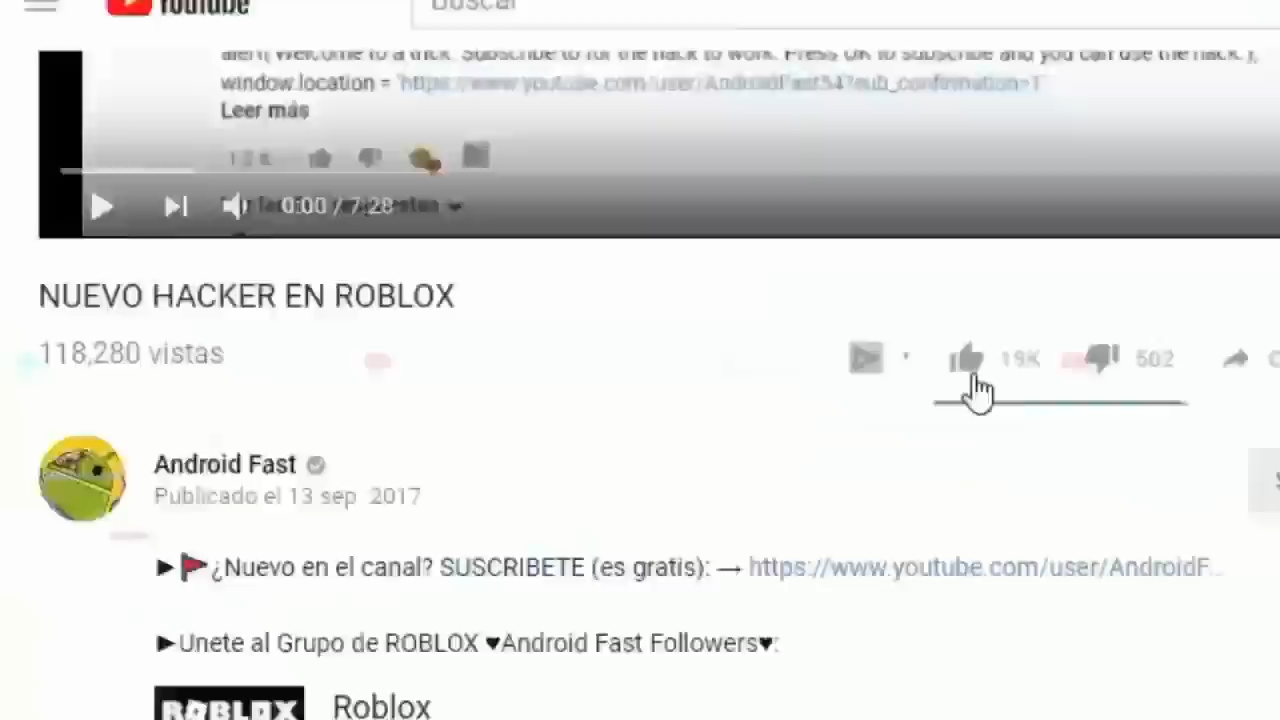 YouTube
Buscar
alert( Welcome to a trick. Subscribe to for the hack to work. Press OK to subscribe and you can use the hack. );
window.location = "https://www.youtube.com/user/AndroidFast54?sub_confirmation=1"
Leer más
0:00 / 7:28
NUEVO HACKER EN ROBLOX
118,280 vistas
19K 502
Android Fast
Publicado el 13 sep. 2017
►🚩¿Nuevo en el canal? SUSCRIBETE (es gratis): → https://www.youtube.com/user/AndroidF...
►Unete al Grupo de ROBLOX ♥Android Fast Followers♥:
ROBLOX Roblox